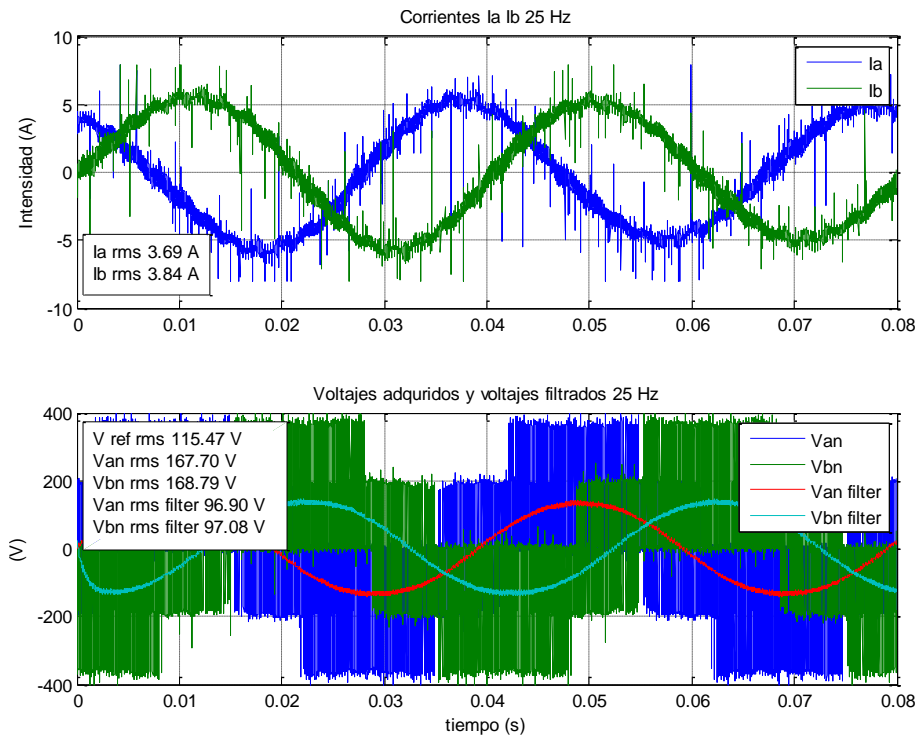 Corrientes Ia Ib 25 Hz
10
5
0
-5
-10
Intensidad (A)
Ia
Ib
Ia rms 3.69 A
Ib rms 3.84 A
0 0.01 0.02 0.03 0.04 0.05 0.06 0.07 0.08
Voltajes adquridos y voltajes filtrados 25 Hz
400
200
0
-200
-400
(V)
V ref rms 115.47 V
Van rms 167.70 V
Vbn rms 168.79 V
Van rms filter 96.90 V
Vbn rms filter 97.08 V
Van
Vbn
Van filter
Vbn filter
0 0.01 0.02 0.03 0.04 0.05 0.06 0.07 0.08
tiempo (s)